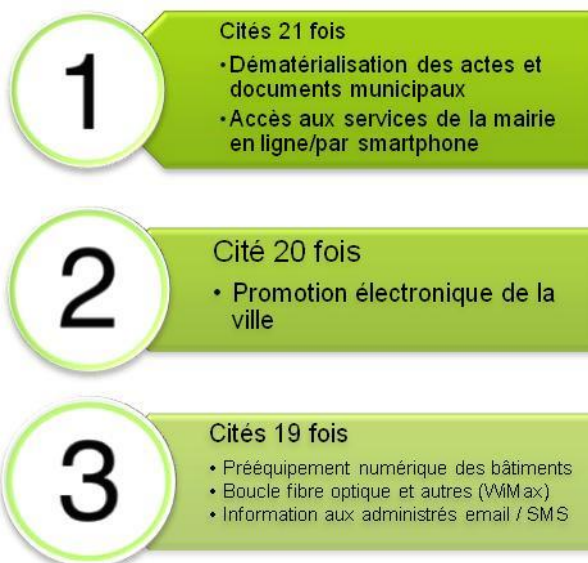 1
Cités 21 fois
•Dématérialisation des actes et
documents municipaux
•Accès aux services de la mairie
en ligne/par smartphone
2
Cité 20 fois
• Promotion électronique de la
ville
3
Cités 19 fois
• Prééquipement numérique des bâtiments
• Boucle fibre optique et autres (WiMax)
• Information aux administrés email / SMS